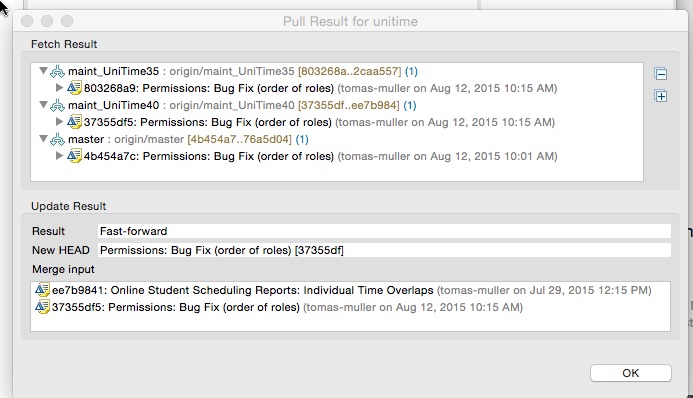 Pull Result for unitime
Fetch Result
maint_UniTime35 : origin/maint_UniTime35 [803268a..2caa557] (1)
803268a9: Permissions: Bug Fix (order of roles) (tomas-muller on Aug 12, 2015 10:15 AM)
maint_UniTime40 : origin/maint_UniTime40 [37355df..ee7b984] (1)
37355df5: Permissions: Bug Fix (order of roles) (tomas-muller on Aug 12, 2015 10:15 AM)
master : origin/master [4b454a7..76a5d04] (1)
4b454a7c: Permissions: Bug Fix (order of roles) (tomas-muller on Aug 12, 2015 10:01 AM)
Update Result
Result Fast-forward
New HEAD Permissions: Bug Fix (order of roles) [37355df]
Merge input
ee7b9841: Online Student Scheduling Reports: Individual Time Overlaps (tomas-muller on Jul 29, 2015 12:15 PM)
37355df5: Permissions: Bug Fix (order of roles) (tomas-muller on Aug 12, 2015 10:15 AM)
OK